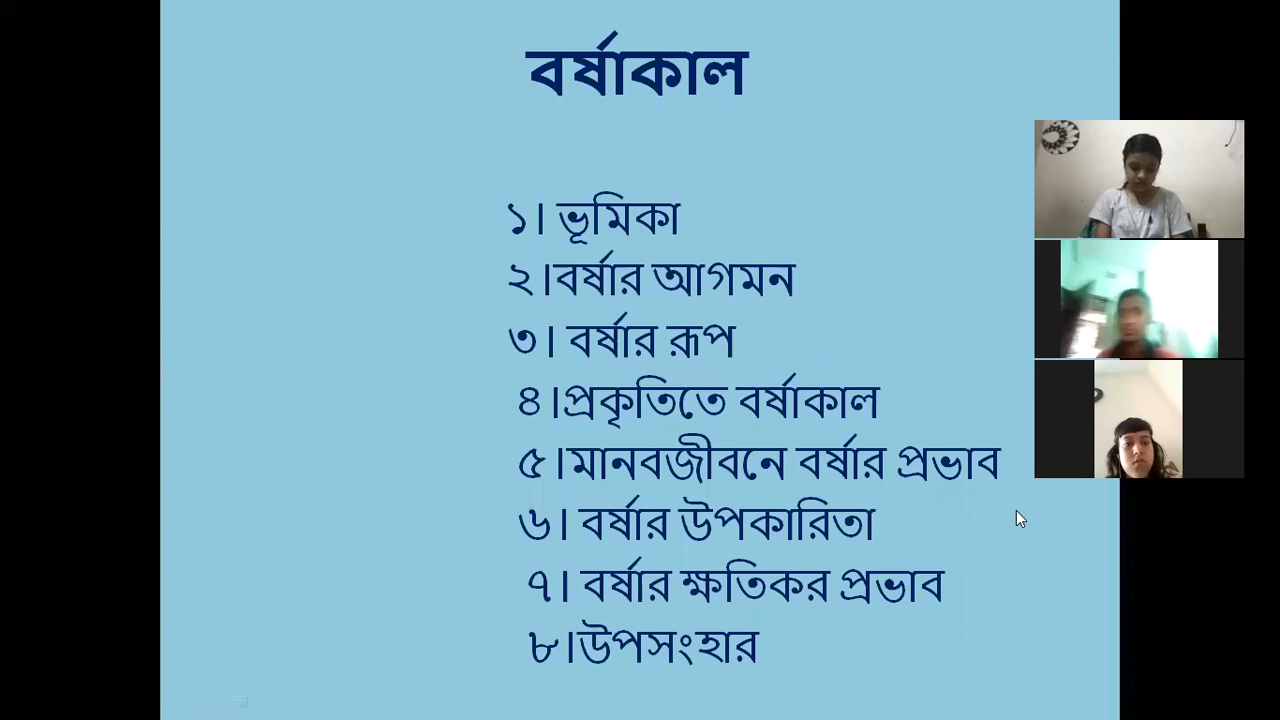 বর্ষাকাল
১। ভূমিকা
২।বর্ষার আগমন
৩। বর্ষার রূপ
৪।প্রকৃতিতে বর্ষাকাল
৫।মানবজীবনে বর্ষার প্রভাব
৬। বর্ষার উপকারিতা
৭। বর্ষার ক্ষতিকর প্রভাব
৮।উপসংহার